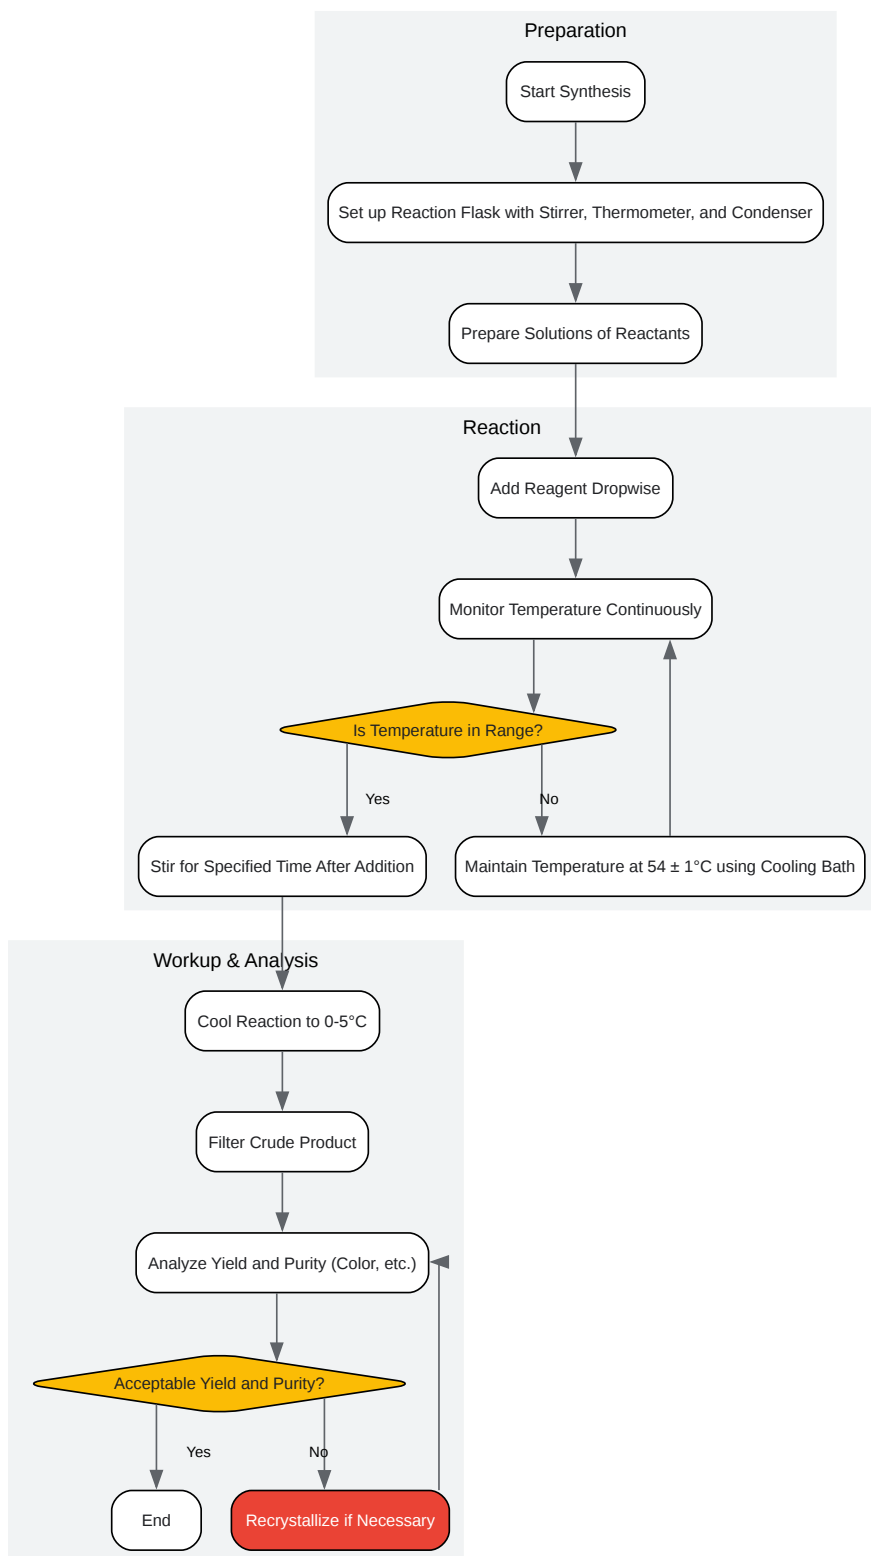 Preparation
Start Synthesis
Set up Reaction Flask with Stirrer, Thermometer, and Condenser
Prepare Solutions of Reactants
Reaction
Add Reagent Dropwise
Monitor Temperature Continuously
Is Temperature in Range?
Yes
No
Stir for Specified Time After Addition
Maintain Temperature at 54 ± 1°C using Cooling Bath
Workup & Analysis
Cool Reaction to 0-5°C
Filter Crude Product
Analyze Yield and Purity (Color, etc.)
Acceptable Yield and Purity?
Yes
No
End
Recrystallize if Necessary